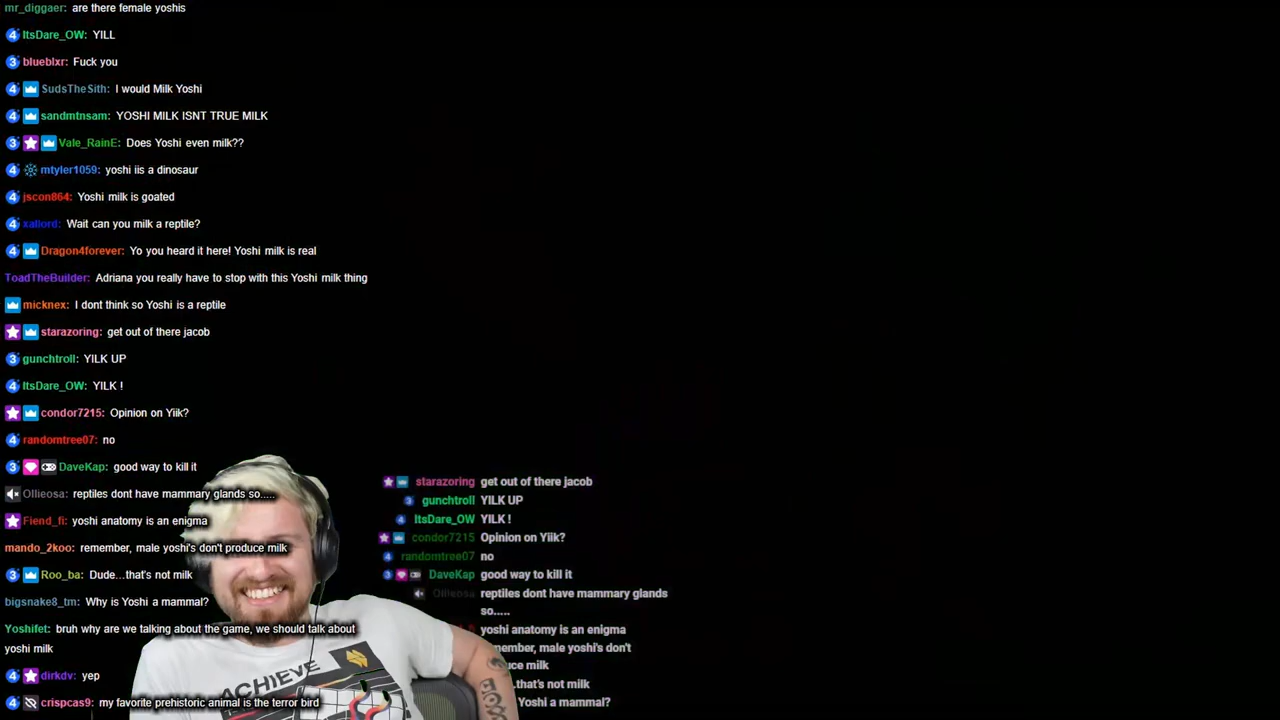 mr_diggaer: are there female yoshis
ItsDare_OW: YILL
blueblxr: Fuck you
SudsTheSith: I would Milk Yoshi
sandmtnsam: YOSHI MILK ISNT TRUE MILK
Vale_RainE: Does Yoshi even milk??
mtyler1059: yoshi iis a dinosaur
jscon864: Yoshi milk is goated
xallord: Wait can you milk a reptile?
Dragon4forever: Yo you heard it here! Yoshi milk is real
ToadTheBuilder: Adriana you really have to stop with this Yoshi milk thing
micknex: I dont think so Yoshi is a reptile
starazoring: get out of there jacob
gunchtroll: YILK UP
ItsDare_OW: YILK !
condor7215: Opinion on Yiik?
randomtree07: no
DaveKap: good way to kill it
Ollieosa: reptiles dont have mammary glands so.....
Fiend_fi: yoshi anatomy is an enigma
mando_2koo: remember, male yoshi's don't produce milk
Roo_ba: Dude...that's not milk
bigsnake8_tm: Why is Yoshi a mammal?
Yoshifet: bruh why are we talking about the game, we should talk about
yoshi milk
dirkdv: yep
crispcas9: my favorite prehistoric animal is the terror bird
starazoring get out of there jacob
gunchtroll YILK UP
ItsDare_OW YILK !
condor7215 Opinion on Yiik?
randomtree07 no
DaveKap good way to kill it
Ollieosa reptiles dont have mammary glands
so.....
yoshi anatomy is an enigma
male yoshi's don't
milk
that's not milk
Yoshi a mammal?
ACHIEVE